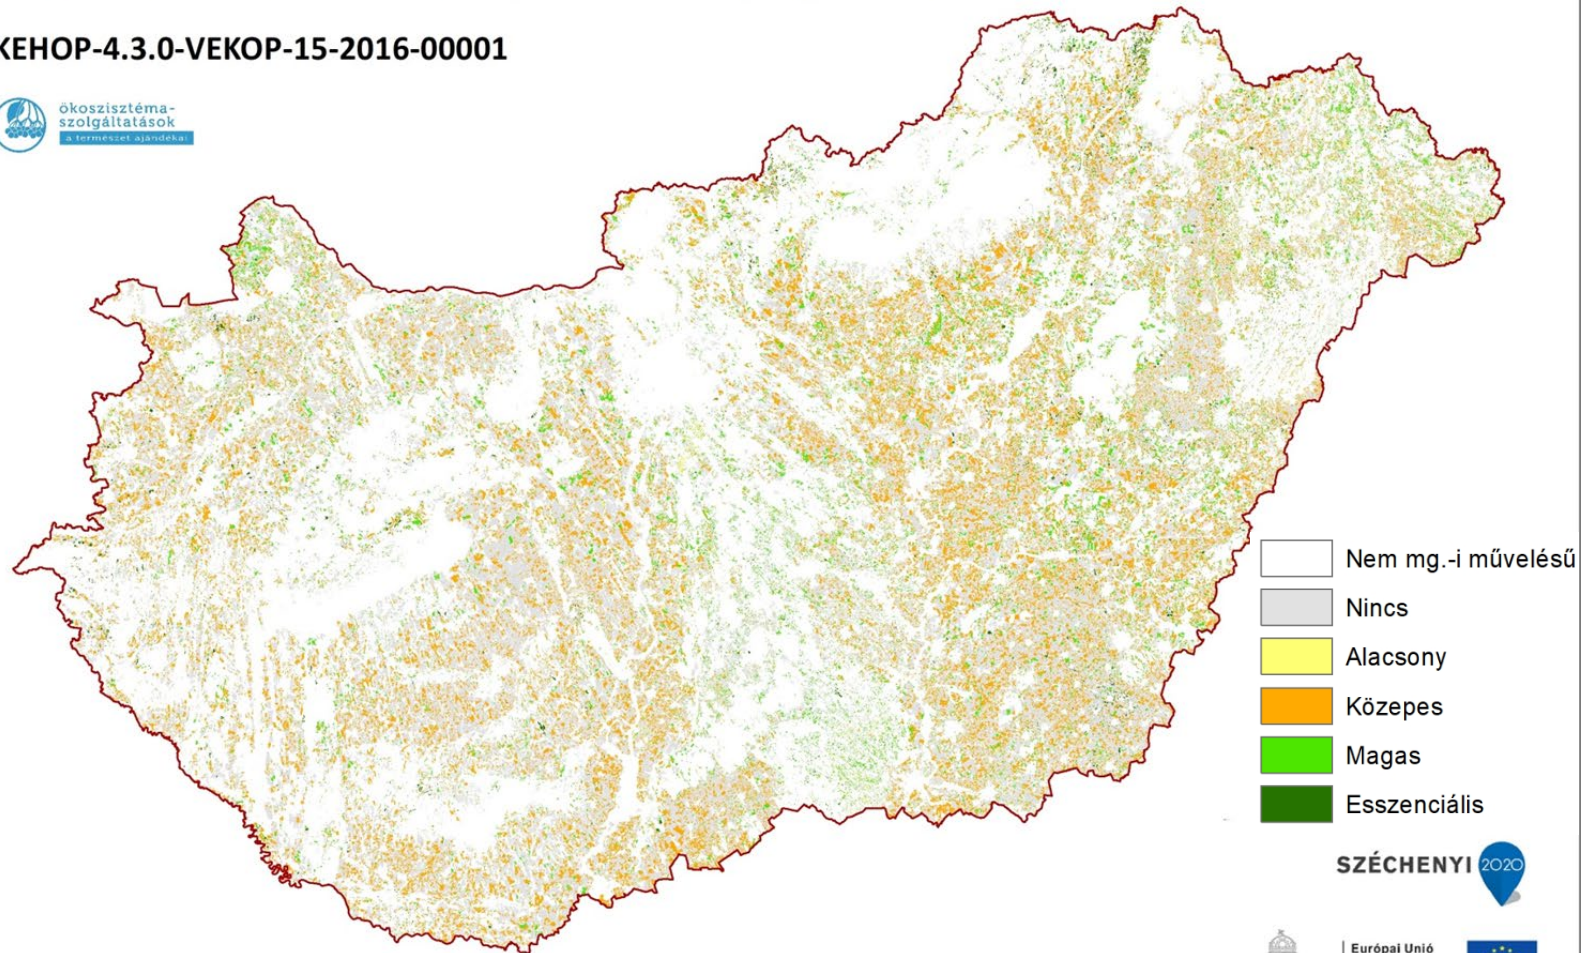 KEHOP-4.3.0-VEKOP-15-2016-00001
ökoszisztéma-
szolgáltatások
a természet ajándékai
Nem mg.-i művelésű
Nincs
Alacsony
Közepes
Magas
Esszenciális
SZÉCHENYI 2020
Európai Unió